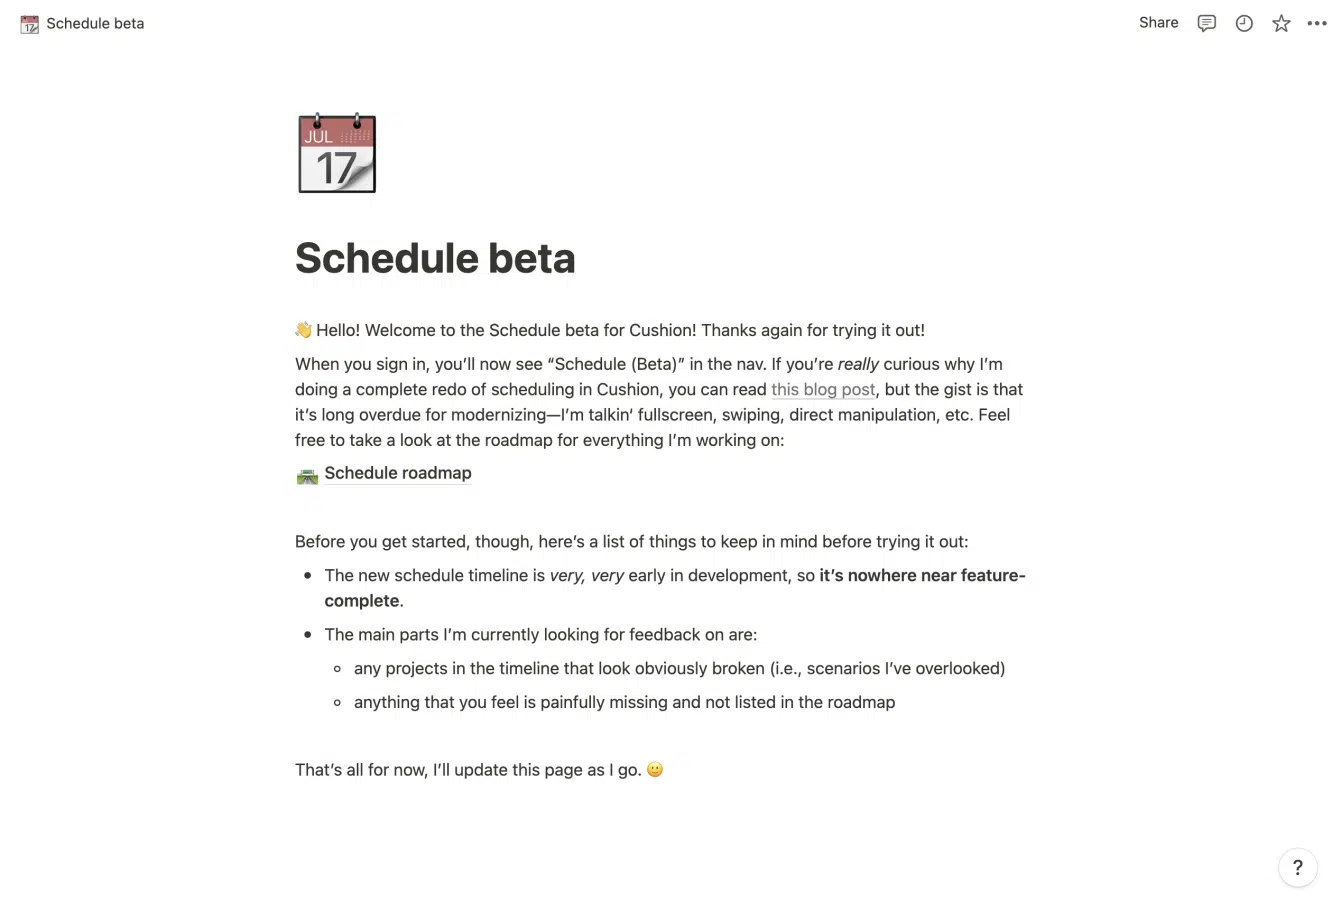 Schedule beta
Share
JUL
17
Schedule beta
👋 Hello! Welcome to the Schedule beta for Cushion! Thanks again for trying it out!
When you sign in, you’ll now see “Schedule (Beta)” in the nav. If you’re really curious why I’m
doing a complete redo of scheduling in Cushion, you can read this blog post, but the gist is that
it’s long overdue for modernizing—I’m talkin’ fullscreen, swiping, direct manipulation, etc. Feel
free to take a look at the roadmap for everything I’m working on:
Schedule roadmap
Before you get started, though, here’s a list of things to keep in mind before trying it out:
• The new schedule timeline is very, very early in development, so it’s nowhere near feature-
complete.
• The main parts I’m currently looking for feedback on are:
◦ any projects in the timeline that look obviously broken (i.e., scenarios I’ve overlooked)
◦ anything that you feel is painfully missing and not listed in the roadmap
That’s all for now, I’ll update this page as I go. 🙂
?